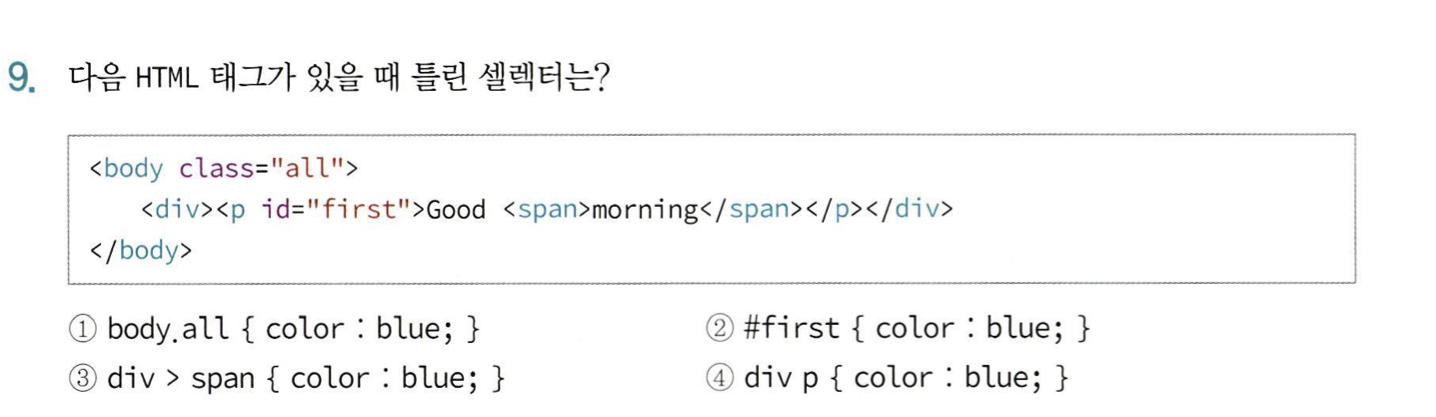 9. 다음 HTML 태그가 있을 때 틀린 셀렉터는?
<body class="all">
<div><p id="first">Good <span>morning</span></p></div>
</body>
① body.all { color : blue; } ② #first { color : blue; }
③ div > span { color : blue; } ④ div p { color : blue; }